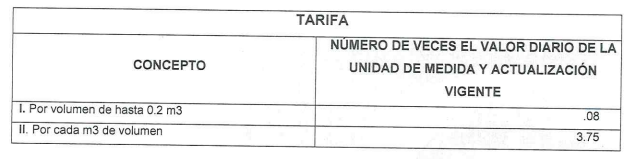 TARIFA
CONCEPTO
NÚMERO DE VECES EL VALOR DIARIO DE LA
UNIDAD DE MEDIDA Y ACTUALIZACIÓN
VIGENTE
I. Por volumen de hasta 0.2 m3
.08
II. Por cada m3 de volumen
3.75